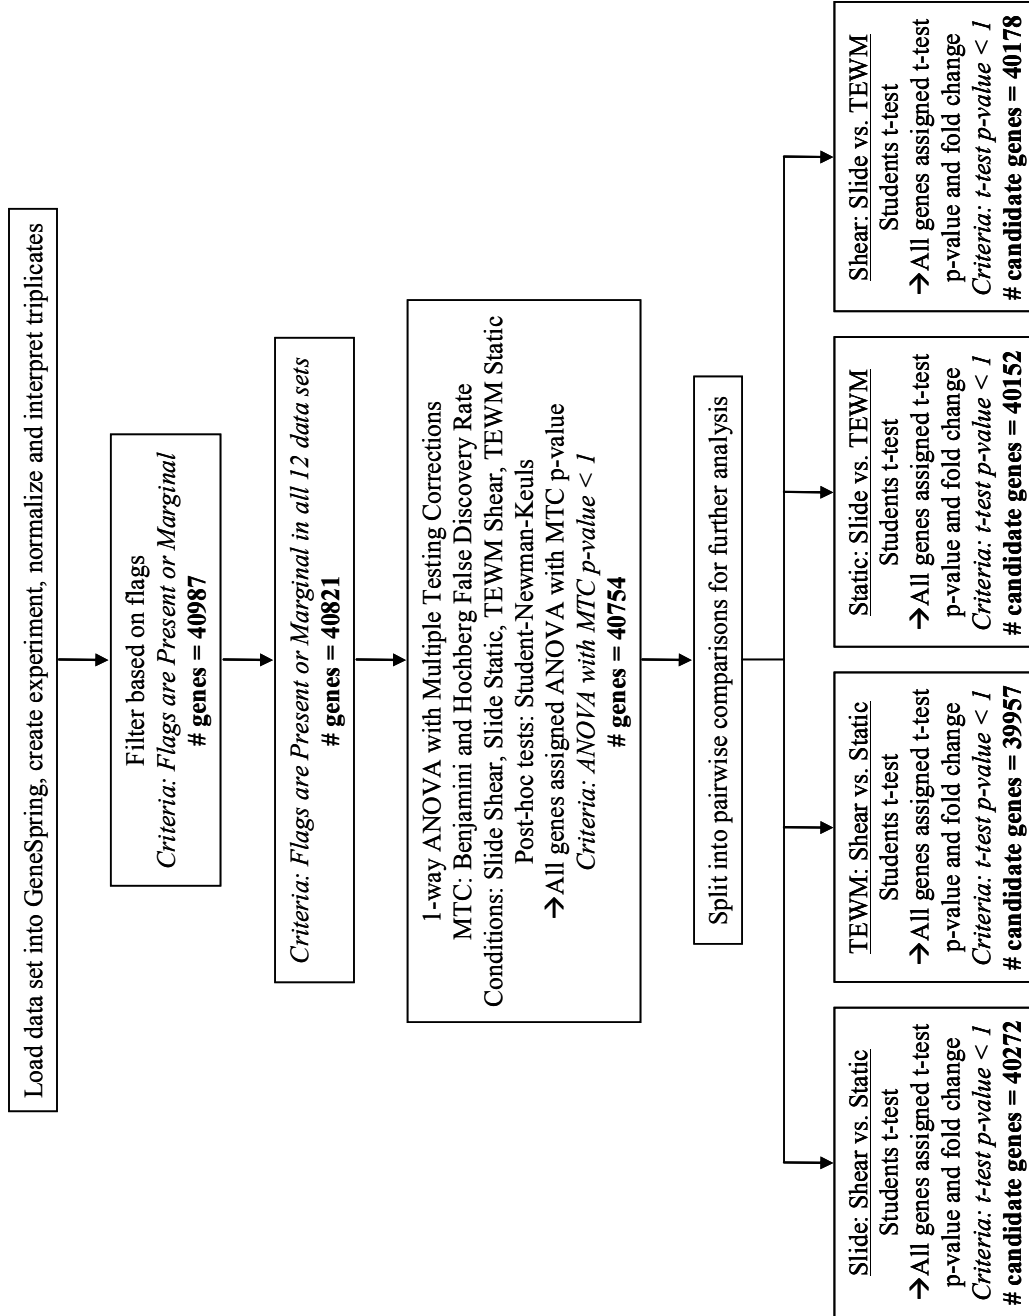 Load data set into GeneSpring, create experiment, normalize and interpret triplicates
Filter based on flags
Criteria: Flags are Present or Marginal
# genes = 40987
Criteria: Flags are Present or Marginal in all 12 data sets
# genes = 40821
1-way ANOVA with Multiple Testing Corrections
MTC: Benjamini and Hochberg False Discovery Rate
Conditions: Slide Shear, Slide Static, TEWM Shear, TEWM Static
Post-hoc tests: Student-Newman-Keuls
→All genes assigned ANOVA with MTC p-value
Criteria: ANOVA with MTC p-value < 1
# genes = 40754
Split into pairwise comparisons for further analysis
Slide: Shear vs. Static
Students t-test
→All genes assigned t-test
p-value and fold change
Criteria: t-test p-value < 1
# candidate genes = 40272
TEWM: Shear vs. Static
Students t-test
→All genes assigned t-test
p-value and fold change
Criteria: t-test p-value < 1
# candidate genes = 39957
Static: Slide vs. TEWM
Students t-test
→All genes assigned t-test
p-value and fold change
Criteria: t-test p-value < 1
# candidate genes = 40152
Shear: Slide vs. TEWM
Students t-test
→All genes assigned t-test
p-value and fold change
Criteria: t-test p-value < 1
# candidate genes = 40178